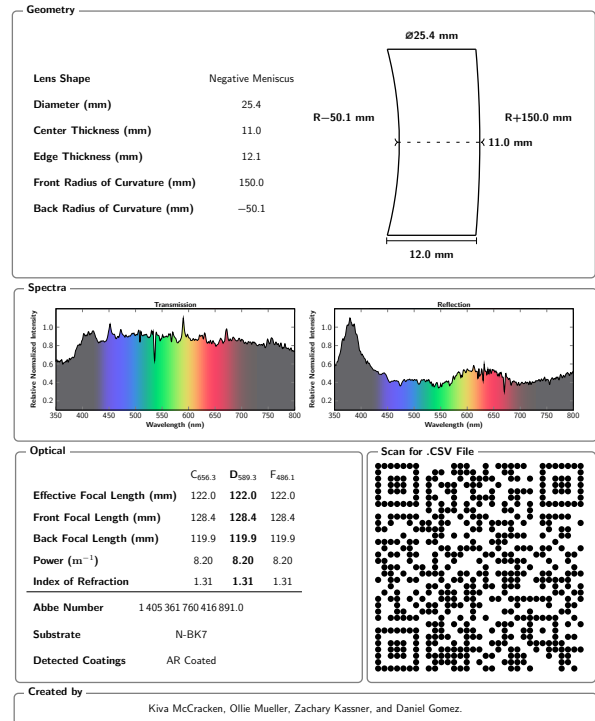 Geometry
Lens Shape Negative Meniscus
Diameter (mm) 25.4
Center Thickness (mm) 11.0
Edge Thickness (mm) 12.1
Front Radius of Curvature (mm) 150.0
Back Radius of Curvature (mm) −50.1
⌀25.4 mm
R−50.1 mm
R+150.0 mm
11.0 mm
12.0 mm
Spectra
Transmission
Relative Normalized Intensity
1.0
0.8
0.6
0.4
0.2
350 400 450 500 550 600 650 700 750 800
Wavelength (nm)
Reflection
Relative Normalized Intensity
1.0
0.8
0.6
0.4
0.2
350 400 450 500 550 600 650 700 750 800
Wavelength (nm)
Optical
C656.3 D589.3 F486.1
Effective Focal Length (mm) 122.0 122.0 122.0
Front Focal Length (mm) 128.4 128.4 128.4
Back Focal Length (mm) 119.9 119.9 119.9
Power (m⁻¹) 8.20 8.20 8.20
Index of Refraction 1.31 1.31 1.31
Abbe Number 1 405 361 760 416 891.0
Substrate N-BK7
Detected Coatings AR Coated
Scan for .CSV File
Created by
Kiva McCracken, Ollie Mueller, Zachary Kassner, and Daniel Gomez.